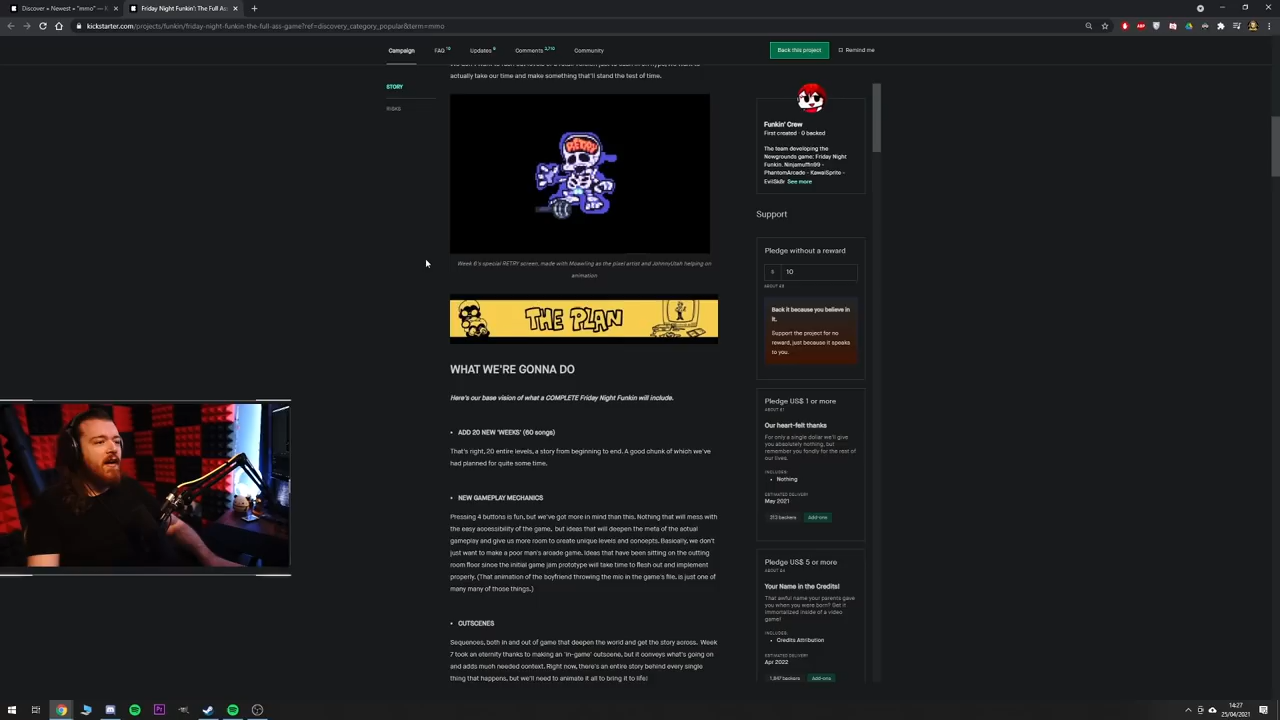 Discover » Newest » "mmo" — K
Friday Night Funkin': The Full Ass
kickstarter.com/projects/funkin/friday-night-funkin-the-full-ass-game?ref=discovery_category_popular&term=mmo
Campaign
FAQ
Updates
Comments
Community
Back this project
Remind me
actually take our time and make something that'll stand the test of time.
STORY
RISKS
RETRY
Week 6's special RETRY screen, made with Moawling as the pixel artist and JohnnyUtah helping on
animation
THE PLAN
WHAT WE'RE GONNA DO
Here's our base vision of what a COMPLETE Friday Night Funkin will include.
• ADD 20 NEW 'WEEKS' (60 songs)
That's right, 20 entire levels, a story from beginning to end. A good chunk of which we've
had planned for quite some time.
• NEW GAMEPLAY MECHANICS
Pressing 4 buttons is fun, but we've got more in mind than this. Nothing that will mess with
the easy accessibility of the game, but ideas that will deepen the meta of the actual
gameplay and give us more room to create unique levels and concepts. Basically, we don't
just want to make a poor man's arcade game. Ideas that have been sitting on the cutting
room floor since the initial game jam prototype will take time to flesh out and implement
properly. (That animation of the boyfriend throwing the mic in the game's file, is just one of
many many of those things.)
• CUTSCENES
Sequences, both in and out of game that deepen the world and get the story across. Week
7 took an eternity thanks to making an 'in-game' outscene, but it conveys what's going on
and adds much needed context. Right now, there's an entire story behind every single
thing that happens, but we'll need to animate it all to bring it to life!
Funkin' Crew
First created · 0 backed
The team developing the
Newgrounds game; Friday Night
Funkin. Ninjamuffin99 -
PhantomArcade - KawaiSprite -
EvilSk8r See more
Support
Pledge without a reward
$ 10
Back it because you believe in
it.
Support the project for no
reward, just because it speaks
to you.
Pledge US$ 1 or more
Our heart-felt thanks
For only a single dollar we'll give
you absolutely nothing, but
remember you fondly for the rest of
our lives.
INCLUDES:
• Nothing
ESTIMATED DELIVERY
May 2021
313 backers
Add-ons
Pledge US$ 5 or more
Your Name in the Credits!
That awful name your parents gave
you when you were born? Get it
immortalized inside of a video
game!
INCLUDES:
• Credits Attribution
ESTIMATED DELIVERY
Apr 2022
1,847 backers
Add-ons
14:27
25/04/2021